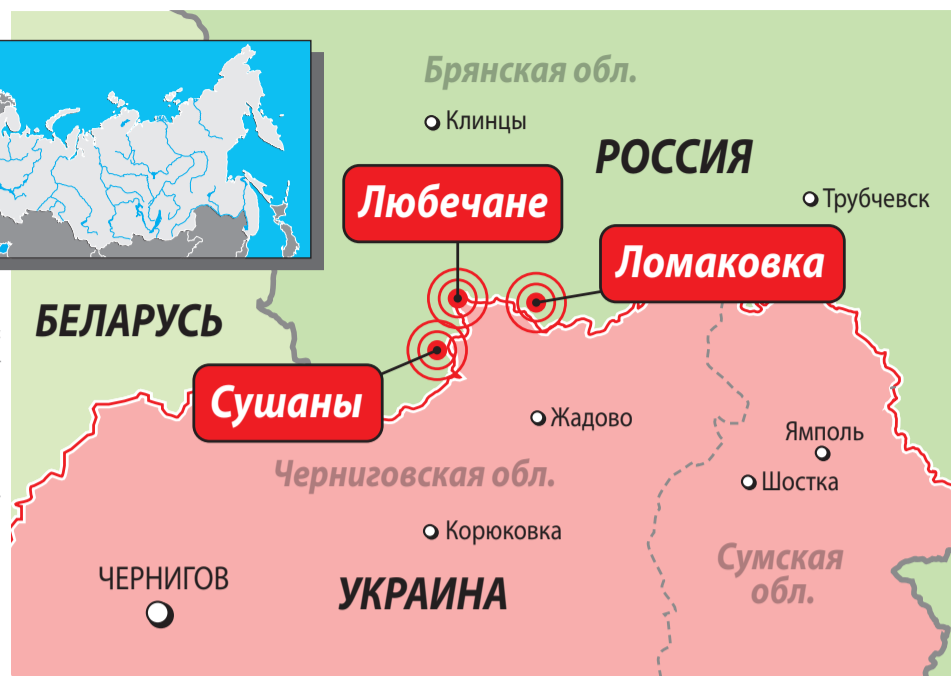 Брянская обл.
Клинцы
РОССИЯ
Любечане
Трубчевск
Ломаковка
БЕЛАРУСЬ
Сушаны
Жадово
Ямполь
Черниговская обл.
Шостка
Корюковка
Сумская
обл.
ЧЕРНИГОВ
УКРАИНА